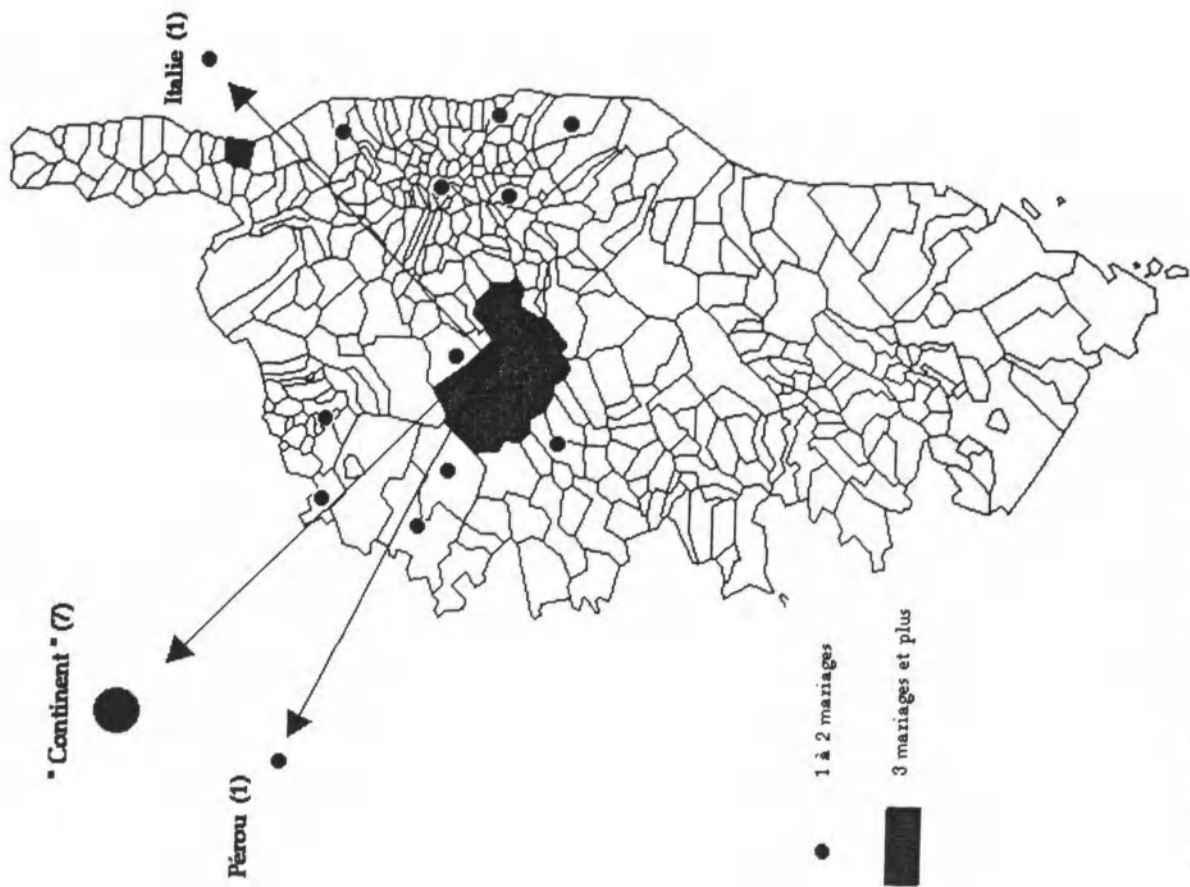 Italie (1)
" Continent " (7)
Pérou (1)
1 à 2 mariages
3 mariages et plus